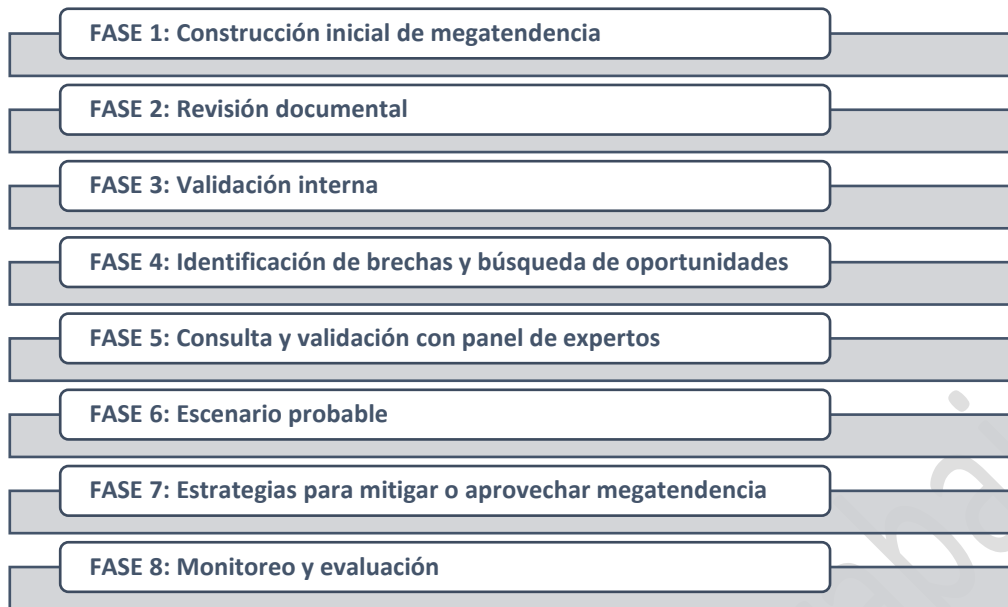 FASE 1: Construcción inicial de megatendencia
FASE 2: Revisión documental
FASE 3: Validación interna
FASE 4: Identificación de brechas y búsqueda de oportunidades
FASE 5: Consulta y validación con panel de expertos
FASE 6: Escenario probable
FASE 7: Estrategias para mitigar o aprovechar megatendencia
FASE 8: Monitoreo y evaluación